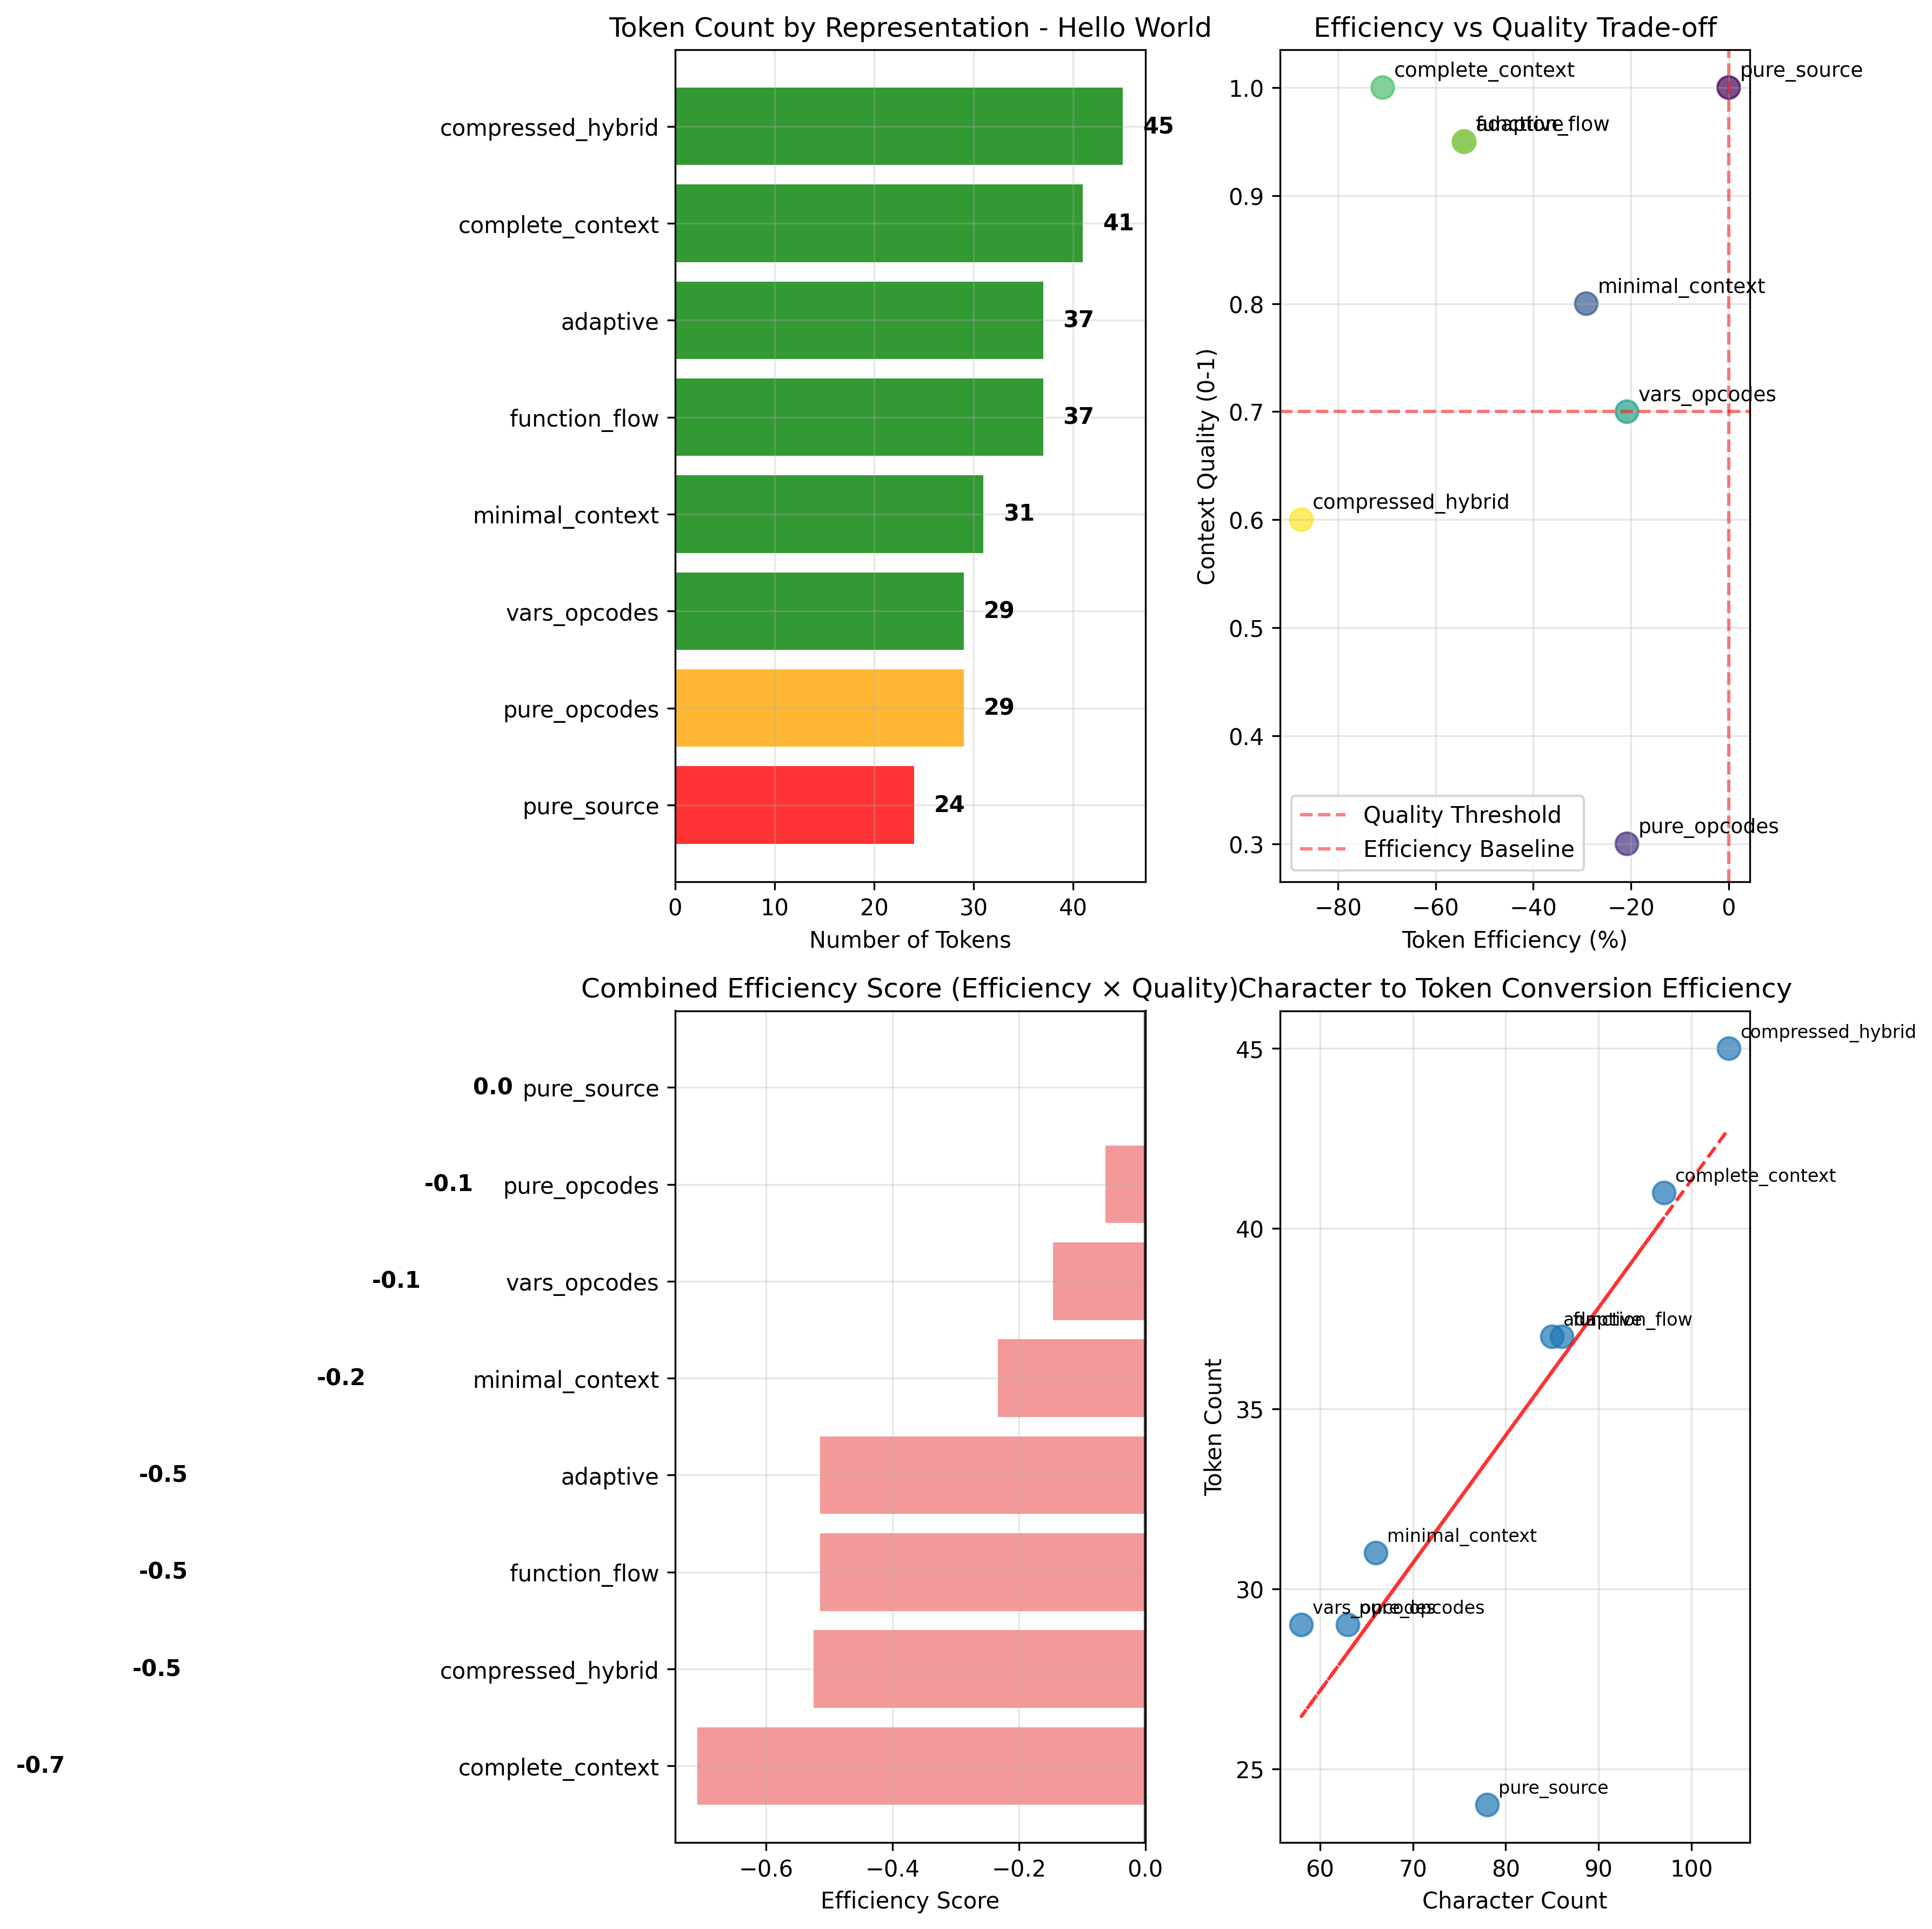 Token Count by Representation - Hello World
compressed_hybrid
45
complete_context
41
adaptive
37
function_flow
37
minimal_context
31
vars_opcodes
29
pure_opcodes
29
pure_source
24
0
10
20
30
40
Number of Tokens
Efficiency vs Quality Trade-off
complete_context
pure_source
adaptive
function_flow
minimal_context
vars_opcodes
compressed_hybrid
pure_opcodes
1.0
0.9
0.8
0.7
0.6
0.5
0.4
0.3
Context Quality (0-1)
Quality Threshold
Efficiency Baseline
−80
−60
−40
−20
0
Token Efficiency (%)
Combined Efficiency Score (Efficiency × Quality)
0.0 pure_source
-0.1 pure_opcodes
-0.1 vars_opcodes
-0.2 minimal_context
-0.5 adaptive
-0.5 function_flow
-0.5 compressed_hybrid
-0.7 complete_context
−0.6
−0.4
−0.2
0.0
Efficiency Score
Character to Token Conversion Efficiency
compressed_hybrid
complete_context
adaptive
function_flow
minimal_context
vars_opcodes
pure_opcodes
pure_source
45
40
35
30
25
Token Count
60
70
80
90
100
Character Count